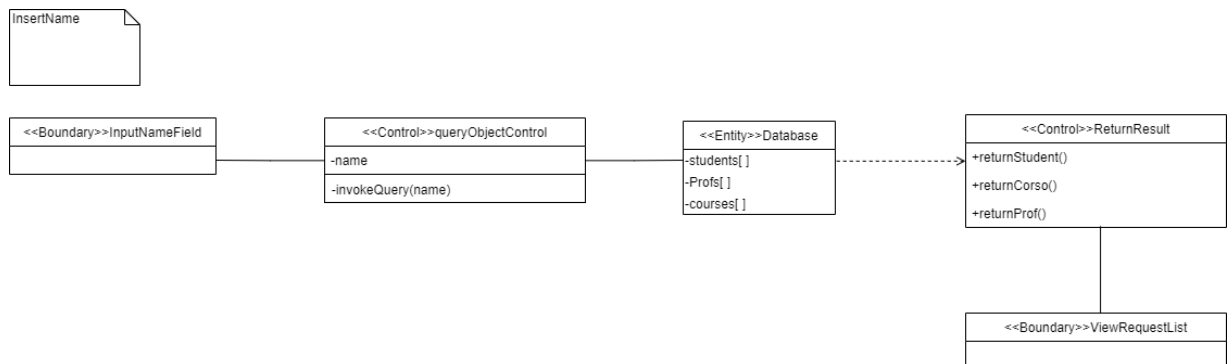 InsertName
<<Boundary>>InputNameField
<<Control>>queryObjectControl
-name
-invokeQuery(name)
<<Entity>>Database
-students[ ]
-Profs[ ]
-courses[ ]
<<Control>>ReturnResult
+returnStudent()
+returnCorso()
+returnProf()
<<Boundary>>ViewRequestList